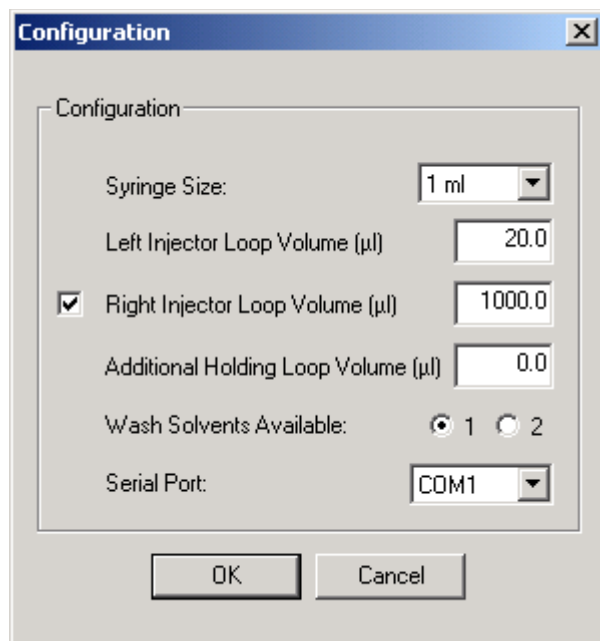 Configuration
Configuration
Syringe Size: 1 ml
Left Injector Loop Volume (µl) 20.0
Right Injector Loop Volume (µl) 1000.0
Additional Holding Loop Volume (µl) 0.0
Wash Solvents Available: 1 2
Serial Port: COM1
OK Cancel